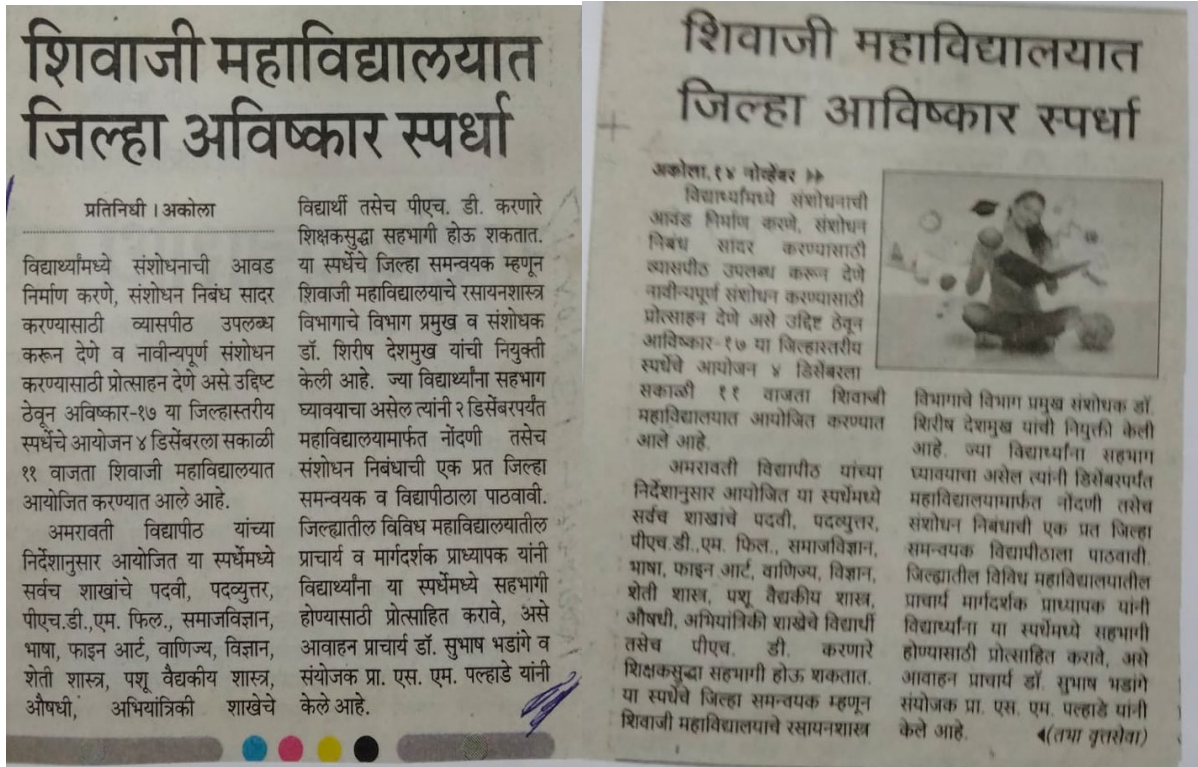 शिवाजी महाविद्यालयात
जिल्हा अविष्कार स्पर्धा
प्रतिनिधी । अकोला
विद्यार्थ्यांमध्ये संशोधनाची आवड
निर्माण करणे, संशोधन निबंध सादर
करण्यासाठी व्यासपीठ उपलब्ध
करून देणे व नावीन्यपूर्ण संशोधन
करण्यासाठी प्रोत्साहन देणे असे उद्दिष्ट
ठेवून अविष्कार-१७ या जिल्हास्तरीय
स्पर्धेचे आयोजन ४ डिसेंबरला सकाळी
११ वाजता शिवाजी महाविद्यालयात
आयोजित करण्यात आले आहे.
अमरावती विद्यापीठ यांच्या
निर्देशानुसार आयोजित या स्पर्धेमध्ये
सर्वच शाखांचे पदवी, पदव्युत्तर,
पीएच.डी.,एम. फिल., समाजविज्ञान,
भाषा, फाइन आर्ट, वाणिज्य, विज्ञान,
शेती शास्त्र, पशू वैद्यकीय शास्त्र,
औषधी, अभियांत्रिकी शाखेचे
विद्यार्थी तसेच पीएच. डी. करणारे
शिक्षकसुद्धा सहभागी होऊ शकतात.
या स्पर्धेचे जिल्हा समन्वयक म्हणून
शिवाजी महाविद्यालयाचे रसायनशास्त्र
विभागाचे विभाग प्रमुख व संशोधक
डॉ. शिरीष देशमुख यांची नियुक्ती
केली आहे. ज्या विद्यार्थ्यांना सहभाग
घ्यावयाचा असेल त्यांनी २ डिसेंबरपर्यंत
महाविद्यालयामार्फत नोंदणी तसेच
संशोधन निबंधाची एक प्रत जिल्हा
समन्वयक व विद्यापीठाला पाठवावी.
जिल्ह्यातील विविध महाविद्यालयातील
प्राचार्य व मार्गदर्शक प्राध्यापक यांनी
विद्यार्थ्यांना या स्पर्धेमध्ये सहभागी
होण्यासाठी प्रोत्साहित करावे, असे
आवाहन प्राचार्य डॉ. सुभाष भडांगे व
संयोजक प्रा. एस. एम. पल्हाडे यांनी
केले आहे.
शिवाजी महाविद्यालयात
जिल्हा आविष्कार स्पर्धा
अकोला,१४ नोव्हेंबर >>
विद्यार्थ्यांमध्ये संशोधनाची
आवड निर्माण करणे, संशोधन
निबंध सादर करण्यासाठी
व्यासपीठ उपलब्ध करून देणे
नावीन्यपूर्ण संशोधन करण्यासाठी
प्रोत्साहन देणे असे उद्दिष्ट ठेवून
आविष्कार-१७ या जिल्हास्तरीय
स्पर्धेचे आयोजन ४ डिसेंबरला
सकाळी ११ वाजता शिवाजी
महाविद्यालयात आयोजित करण्यात
आले आहे.
अमरावती विद्यापीठ यांच्या
निर्देशानुसार आयोजित या स्पर्धेमध्ये
सर्वच शाखांचे पदवी, पदव्युत्तर,
पीएच.डी.,एम. फिल., समाजविज्ञान,
भाषा, फाइन आर्ट, वाणिज्य, विज्ञान,
शेती शास्त्र, पशू वैद्यकीय शास्त्र,
औषधी, अभियांत्रिकी शाखेचे विद्यार्थी
तसेच पीएच. डी. करणारे
शिक्षकसुद्धा सहभागी होऊ शकतात.
या स्पर्धेचे जिल्हा समन्वयक म्हणून
शिवाजी महाविद्यालयाचे रसायनशास्त्र
विभागाचे विभाग प्रमुख संशोधक डॉ.
शिरीष देशमुख यांची नियुक्ती केली
आहे. ज्या विद्यार्थ्यांना सहभाग
घ्यावयाचा असेल त्यांनी डिसेंबरपर्यंत
महाविद्यालयामार्फत नोंदणी तसेच
संशोधन निबंधाची एक प्रत जिल्हा
समन्वयक विद्यापीठाला पाठवावी.
जिल्ह्यातील विविध महाविद्यालयातील
प्राचार्य मार्गदर्शक प्राध्यापक यांनी
विद्यार्थ्यांना या स्पर्धेमध्ये सहभागी
होण्यासाठी प्रोत्साहित करावे, असे
आवाहन प्राचार्य डॉ. सुभाष भडांगे
संयोजक प्रा. एस. एम. पल्हाडे यांनी
केले आहे. ◄(तभा वृत्तसेवा)